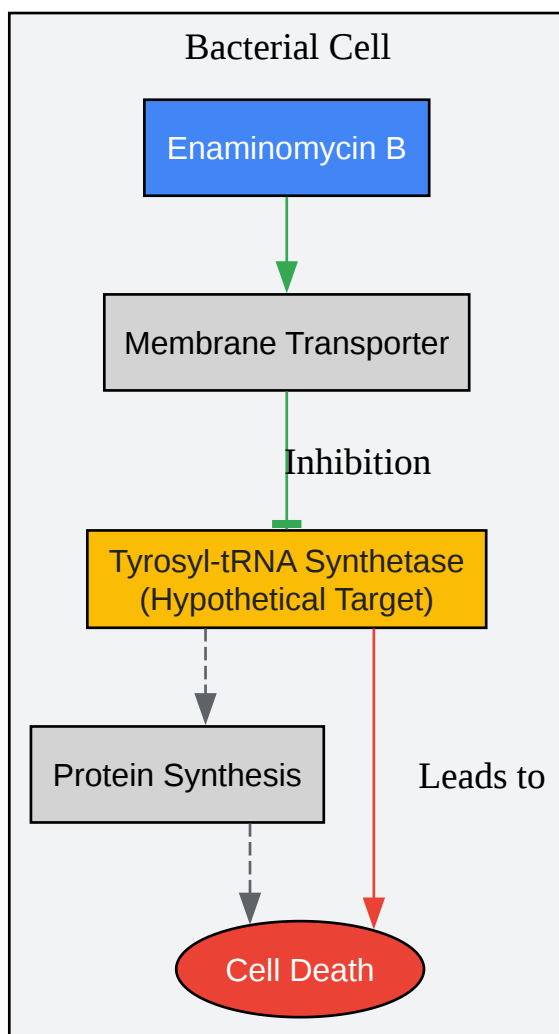 Bacterial Cell
Enaminomycin B
Membrane Transporter
Inhibition
Tyrosyl-tRNA Synthetase
(Hypothetical Target)
Protein Synthesis
Leads to
Cell Death